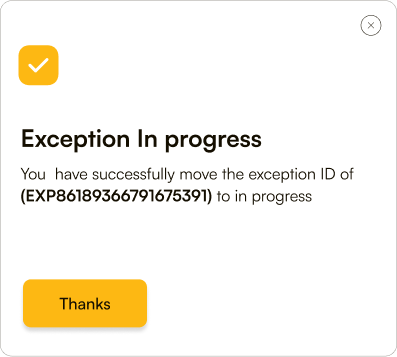 Exception In progress
You have successfully move the exception ID of
(EXP86189366791675391) to in progress
Thanks